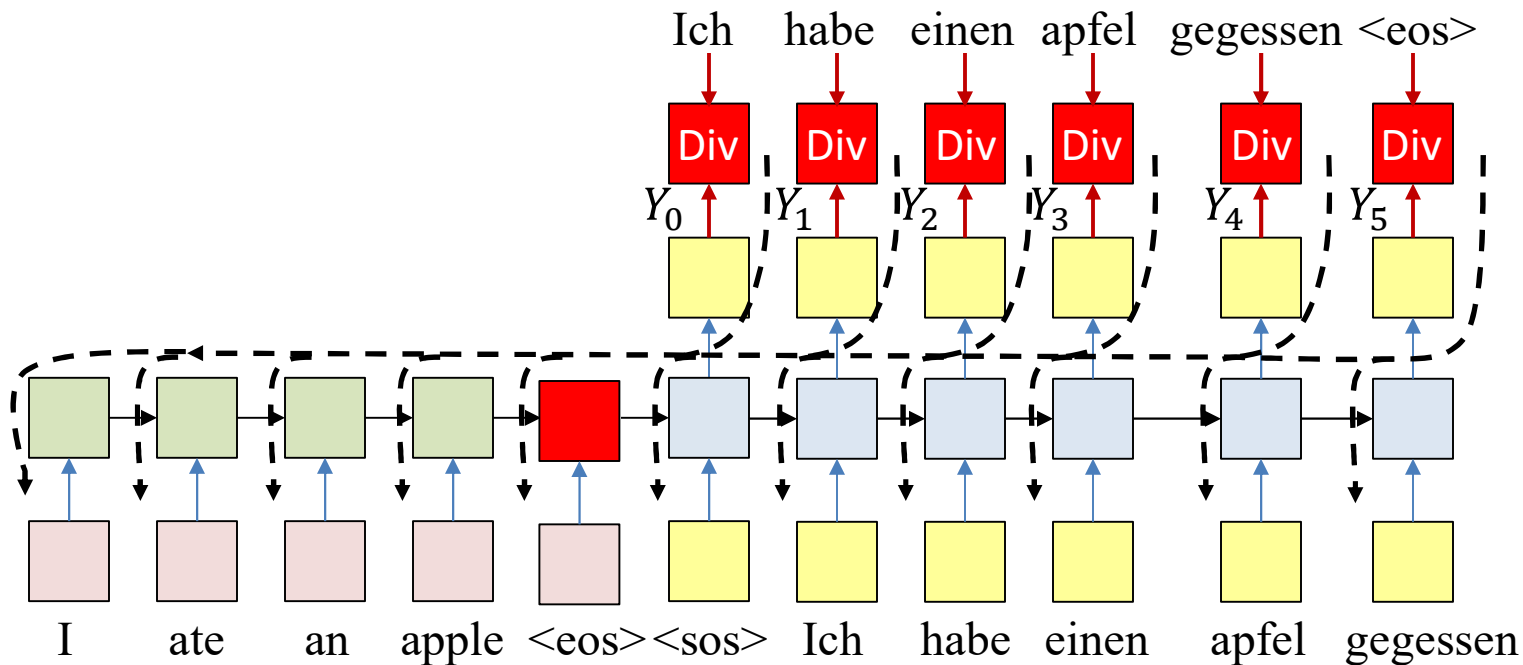 Ich habe einen apfel gegessen <eos>
Div Div Div Div Div Div
Y₀ Y₁ Y₂ Y₃ Y₄ Y₅
I ate an apple <eos> <sos> Ich habe einen apfel gegessen